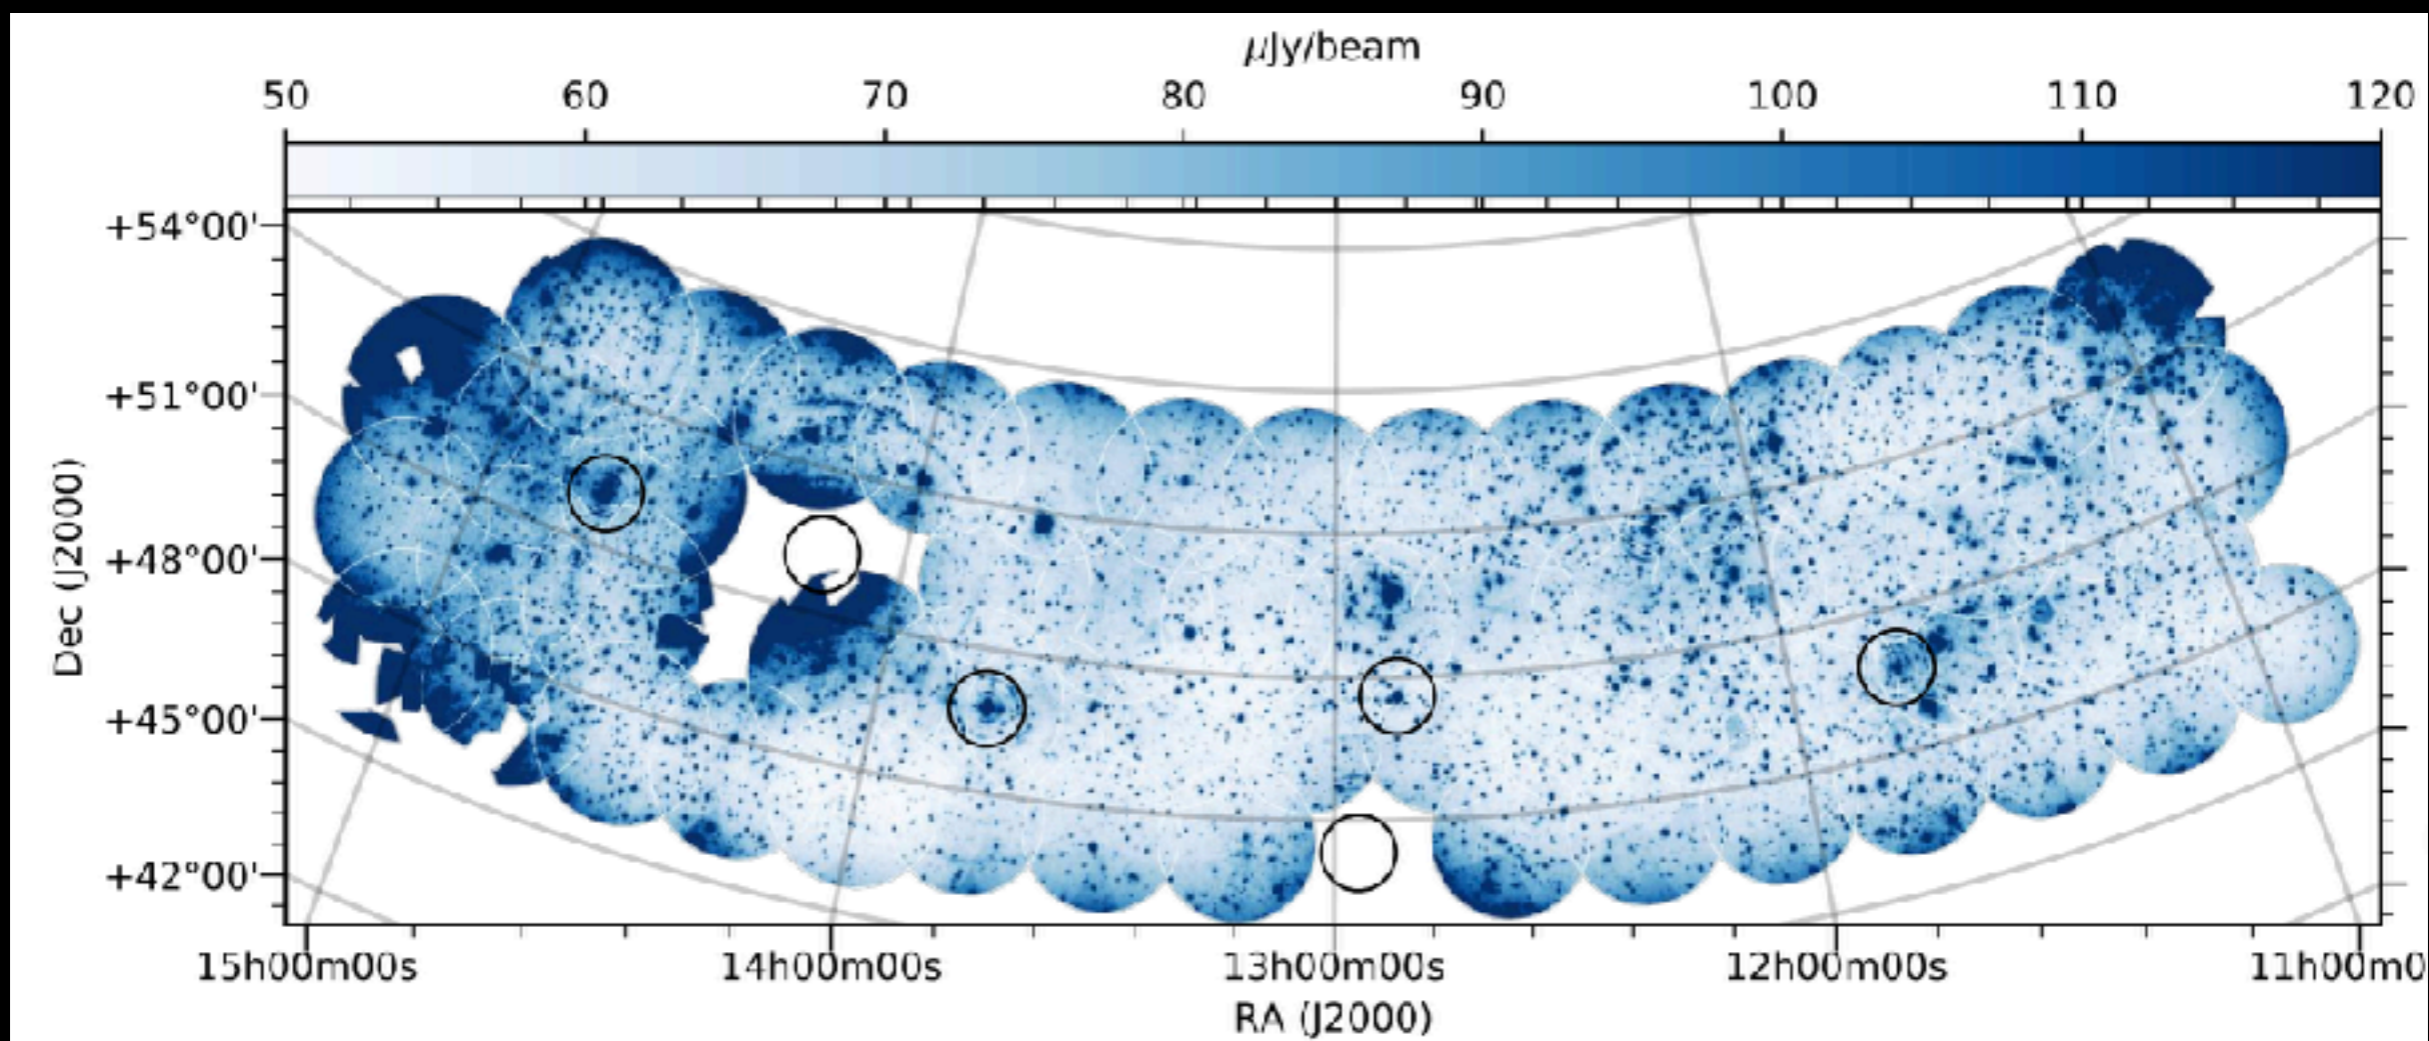 μJy/beam
50 60 70 80 90 100 110 120
+54°00'
+51°00'
+48°00'
+45°00'
+42°00'
Dec (J2000)
15h00m00s 14h00m00s 13h00m00s 12h00m00s 11h00m0
RA (J2000)